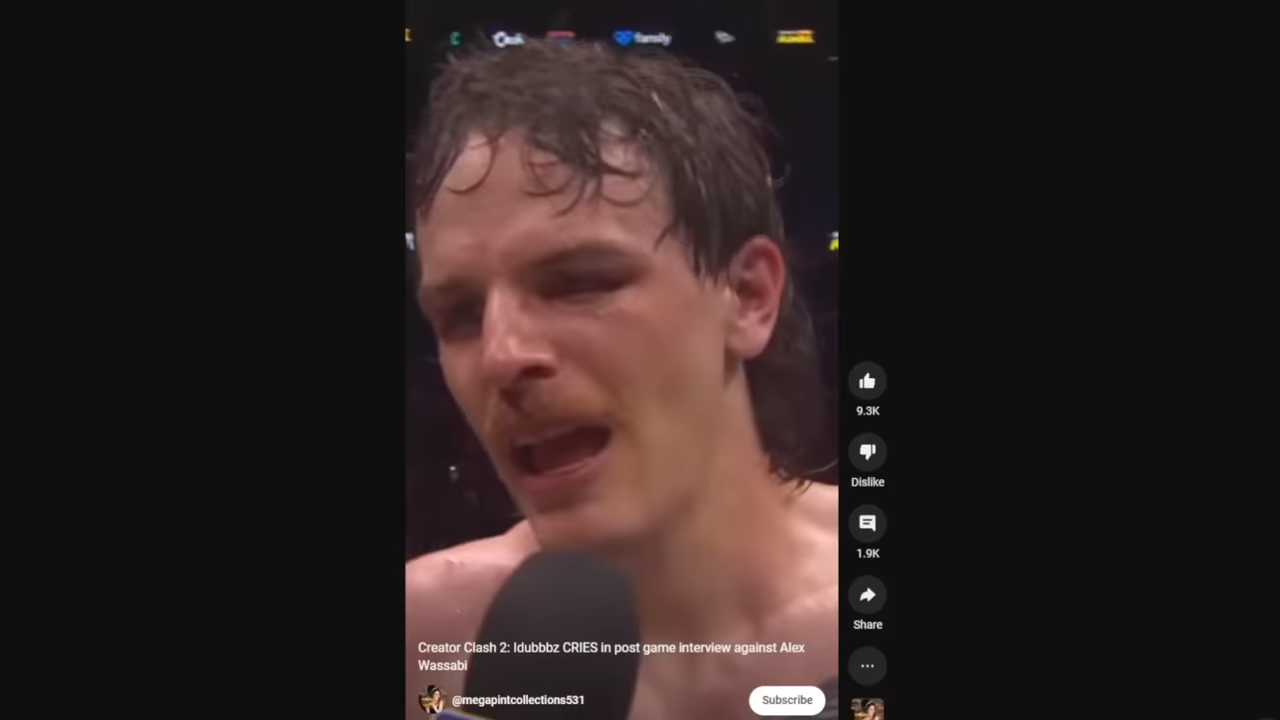 family
9.3K
Dislike
1.9K
Share
Creator Clash 2: Idubbbz CRIES in post game interview against Alex
Wassabi
@megapintcollections531
Subscribe